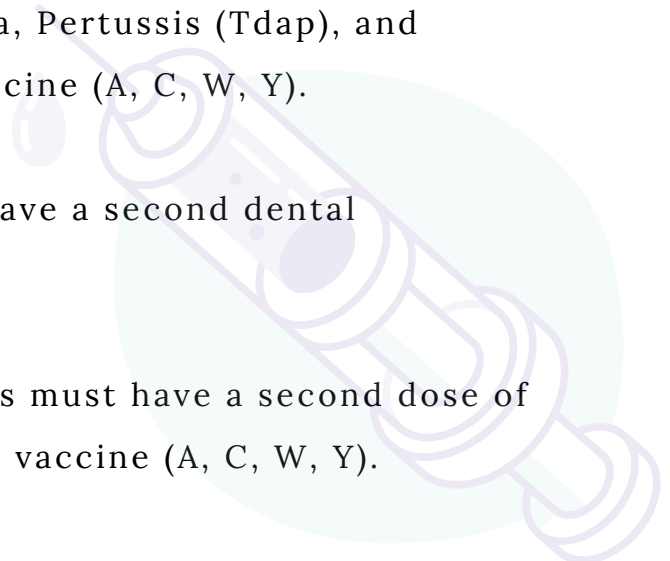 a, Pertussis (Tdap), and
cine (A, C, W, Y).
ave a second dental
s must have a second dose of
vaccine (A, C, W, Y).